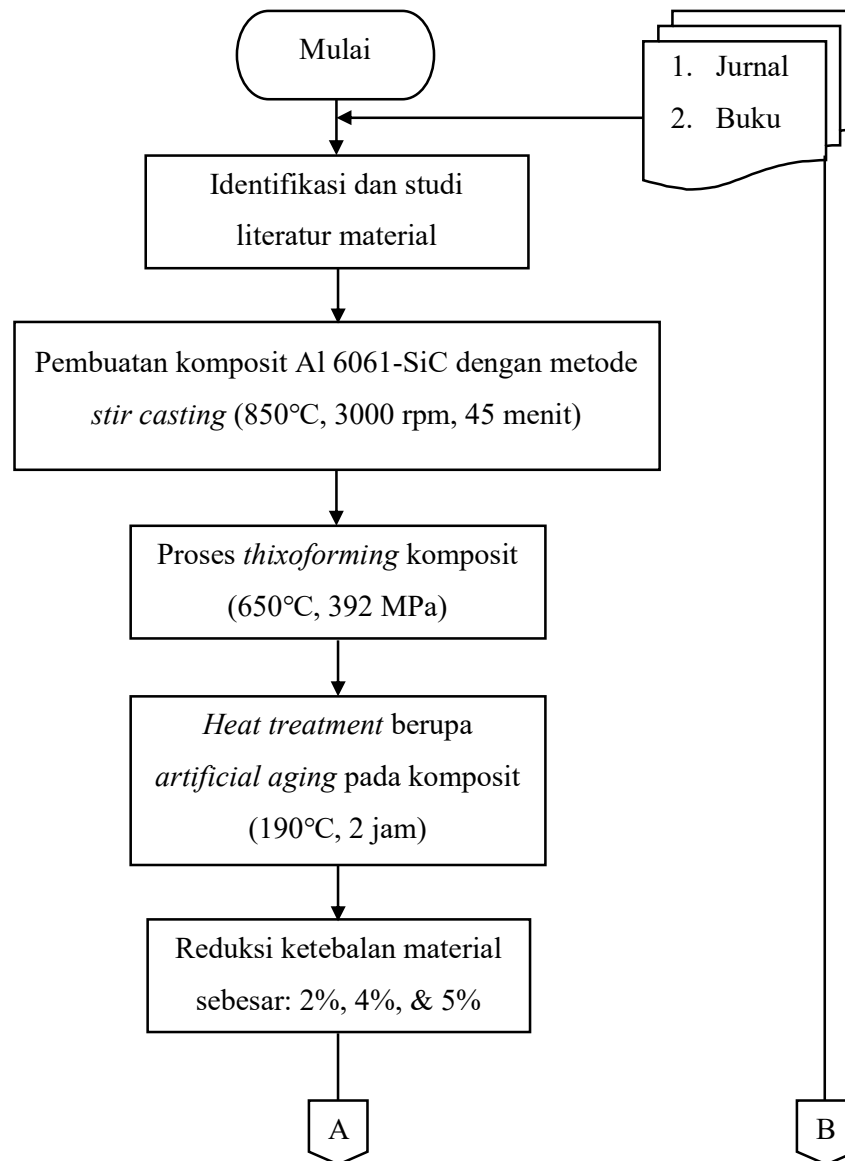 Mulai
1. Jurnal
2. Buku
Identifikasi dan studi
literatur material
Pembuatan komposit Al 6061-SiC dengan metode
stir casting (850℃, 3000 rpm, 45 menit)
Proses thixoforming komposit
(650℃, 392 MPa)
Heat treatment berupa
artificial aging pada komposit
(190℃, 2 jam)
Reduksi ketebalan material
sebesar: 2%, 4%, & 5%
A
B